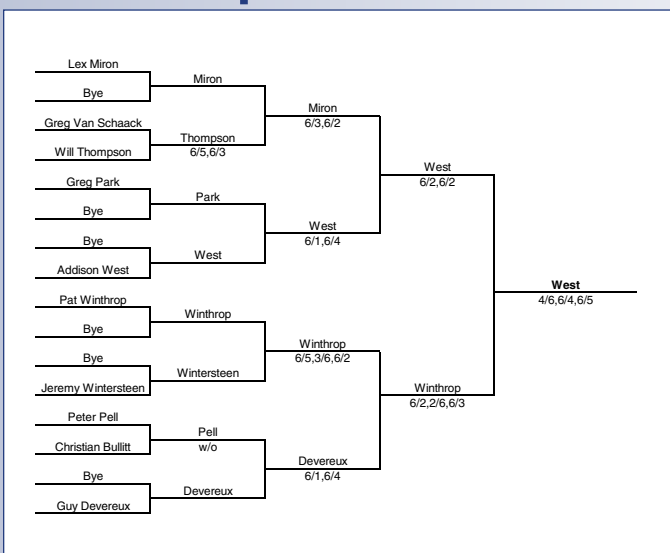 Lex Miron
Bye
Greg Van Schaack
Will Thompson
Greg Park
Bye
Bye
Addison West
Pat Winthrop
Bye
Bye
Jeremy Wintersteen
Peter Pell
Christian Bullitt
Bye
Guy Devereux
Miron
Thompson
6/5,6/3
Park
West
Winthrop
Wintersteen
Pell
w/o
Devereux
Miron
6/3,6/2
West
6/1,6/4
Winthrop
6/5,3/6,6/2
Devereux
6/1,6/4
West
6/2,6/2
Winthrop
6/2,2/6,6/3
West
4/6,6/4,6/5